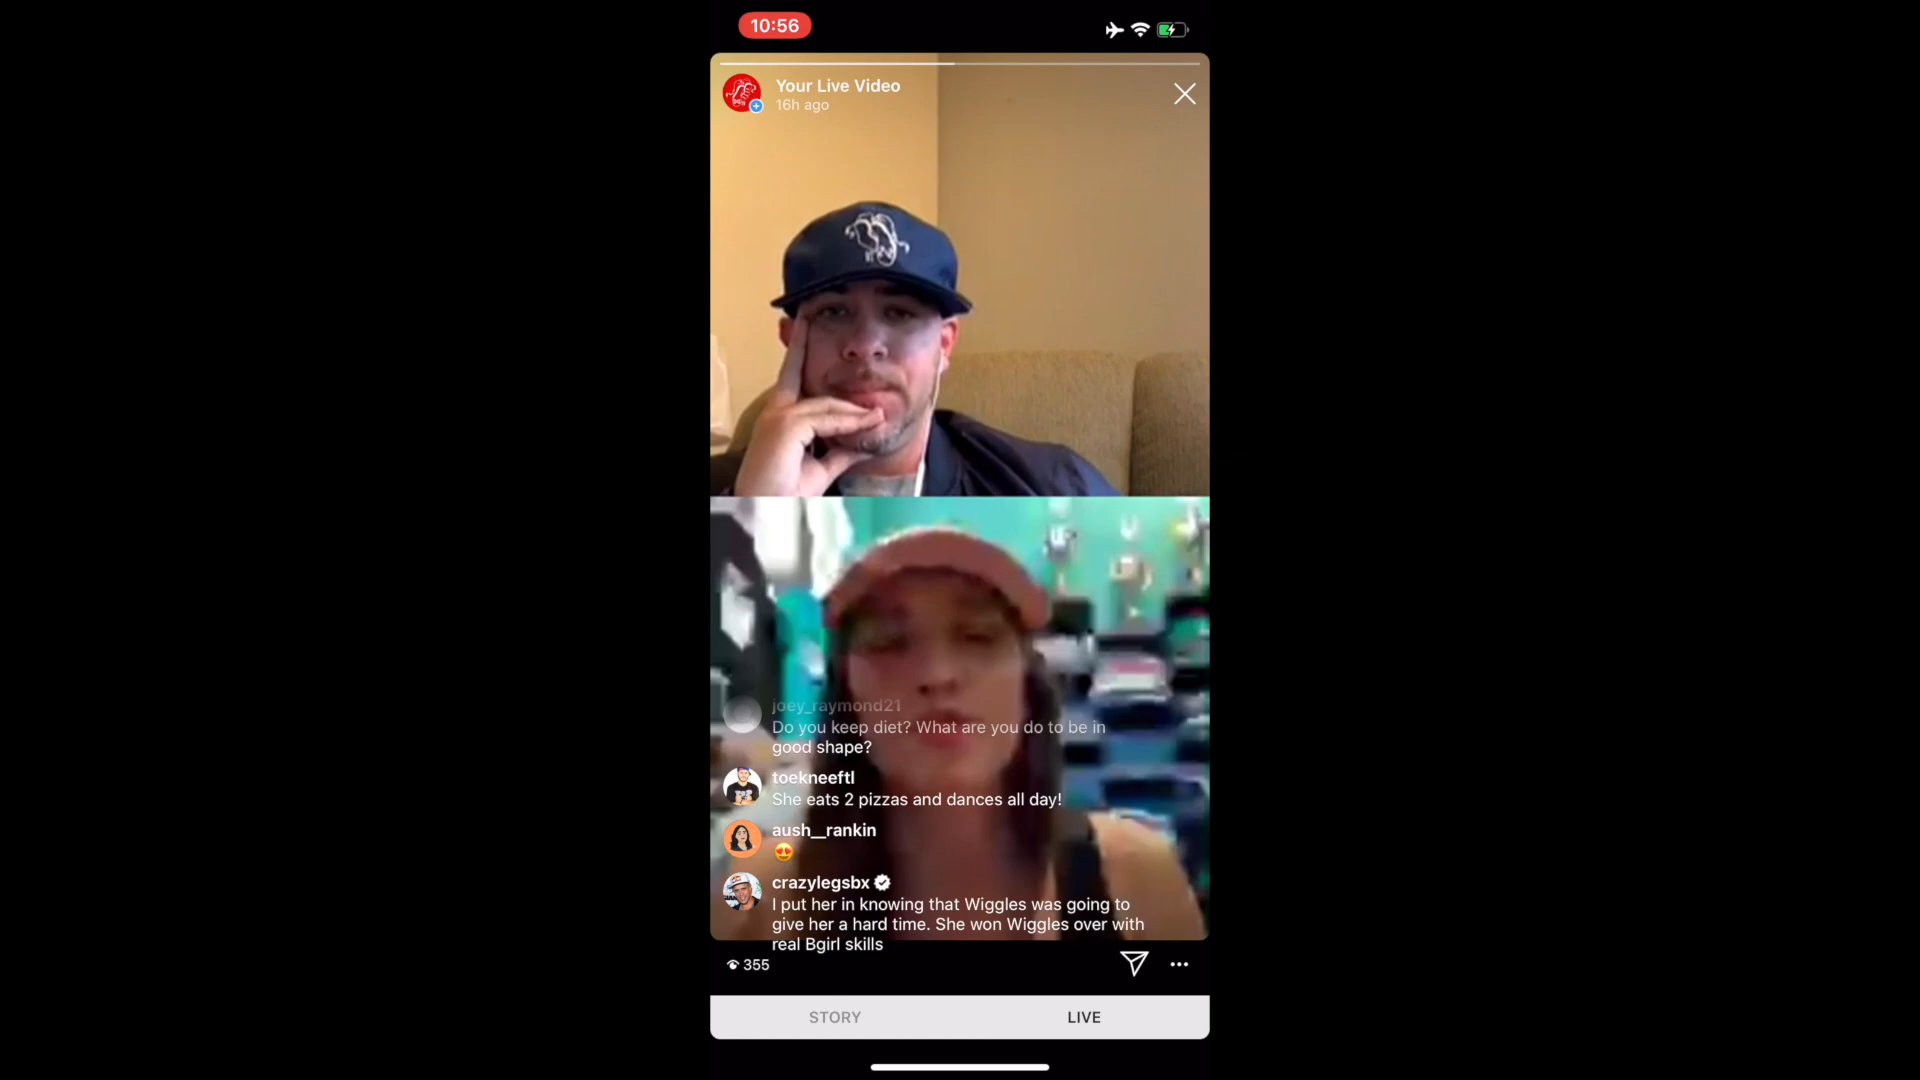 10:56
Your Live Video
16h ago
joey_raymond21
Do you keep diet? What are you do to be in
good shape?
toekneeftl
She eats 2 pizzas and dances all day!
aush__rankin
😍
crazylegsbx
I put her in knowing that Wiggles was going to
give her a hard time. She won Wiggles over with
real Bgirl skills
355
STORY
LIVE